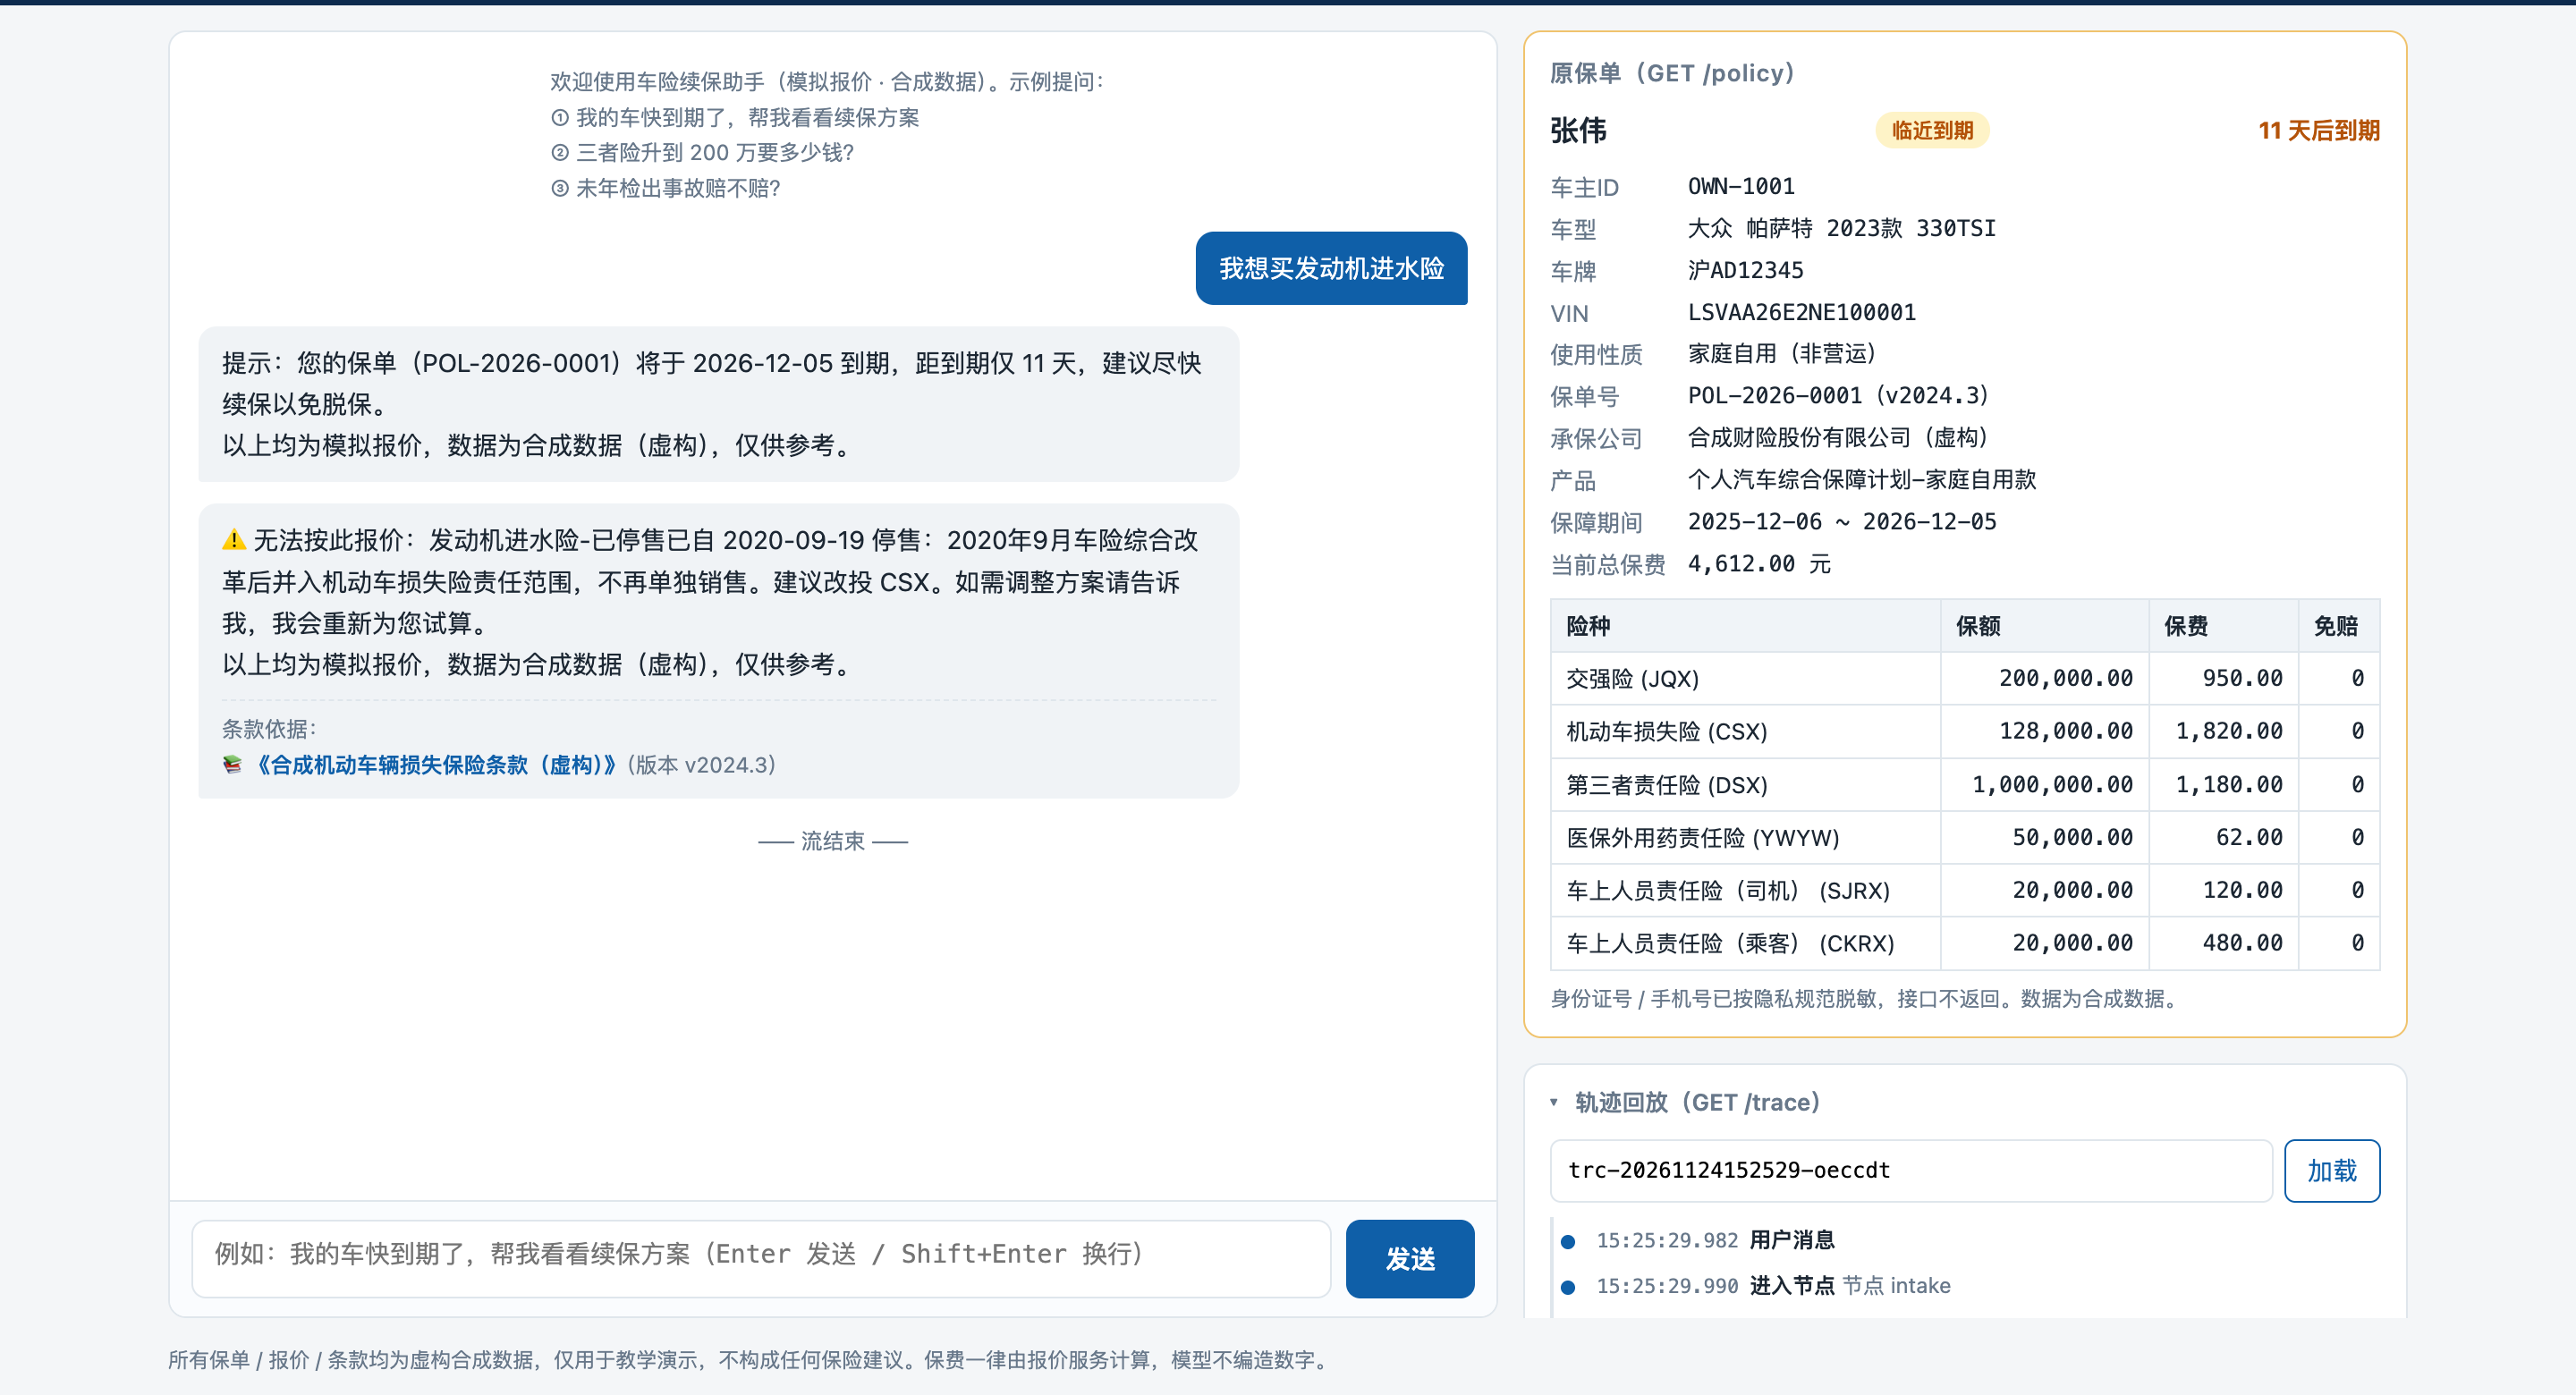 欢迎使用车险续保助手（模拟报价 · 合成数据）。示例提问：
① 我的车快到期了，帮我看看续保方案
② 三者险升到 200 万要多少钱？
③ 未年检出事故赔不赔？
我想买发动机进水险
提示：您的保单（POL-2026-0001）将于 2026-12-05 到期，距到期仅 11 天，建议尽快
续保以免脱保。
以上均为模拟报价，数据为合成数据（虚构），仅供参考。
⚠️ 无法按此报价：发动机进水险-已停售已自 2020-09-19 停售：2020年9月车险综合改
革后并入机动车损失险责任范围，不再单独销售。建议改投 CSX。如需调整方案请告诉
我，我会重新为您试算。
以上均为模拟报价，数据为合成数据（虚构），仅供参考。
条款依据：
📚 《合成机动车辆损失保险条款（虚构）》（版本 v2024.3）
—— 流结束 ——
例如：我的车快到期了，帮我看看续保方案（Enter 发送 / Shift+Enter 换行）
发送
原保单（GET /policy）
张伟 临近到期 11 天后到期
车主ID OWN-1001
车型 大众 帕萨特 2023款 330TSI
车牌 沪AD12345
VIN LSVAA26E2NE100001
使用性质 家庭自用（非营运）
保单号 POL-2026-0001（v2024.3）
承保公司 合成财险股份有限公司（虚构）
产品 个人汽车综合保障计划-家庭自用款
保障期间 2025-12-06 ~ 2026-12-05
当前总保费 4,612.00 元
险种 保额 保费 免赔
交强险 (JQX) 200,000.00 950.00 0
机动车损失险 (CSX) 128,000.00 1,820.00 0
第三者责任险 (DSX) 1,000,000.00 1,180.00 0
医保外用药责任险 (YWYW) 50,000.00 62.00 0
车上人员责任险（司机） (SJRX) 20,000.00 120.00 0
车上人员责任险（乘客） (CKRX) 20,000.00 480.00 0
身份证号 / 手机号已按隐私规范脱敏，接口不返回。数据为合成数据。
▾ 轨迹回放（GET /trace）
trc-20261124152529-oeccdt 加载
15:25:29.982 用户消息
15:25:29.990 进入节点 节点 intake
所有保单 / 报价 / 条款均为虚构合成数据，仅用于教学演示，不构成任何保险建议。保费一律由报价服务计算，模型不编造数字。